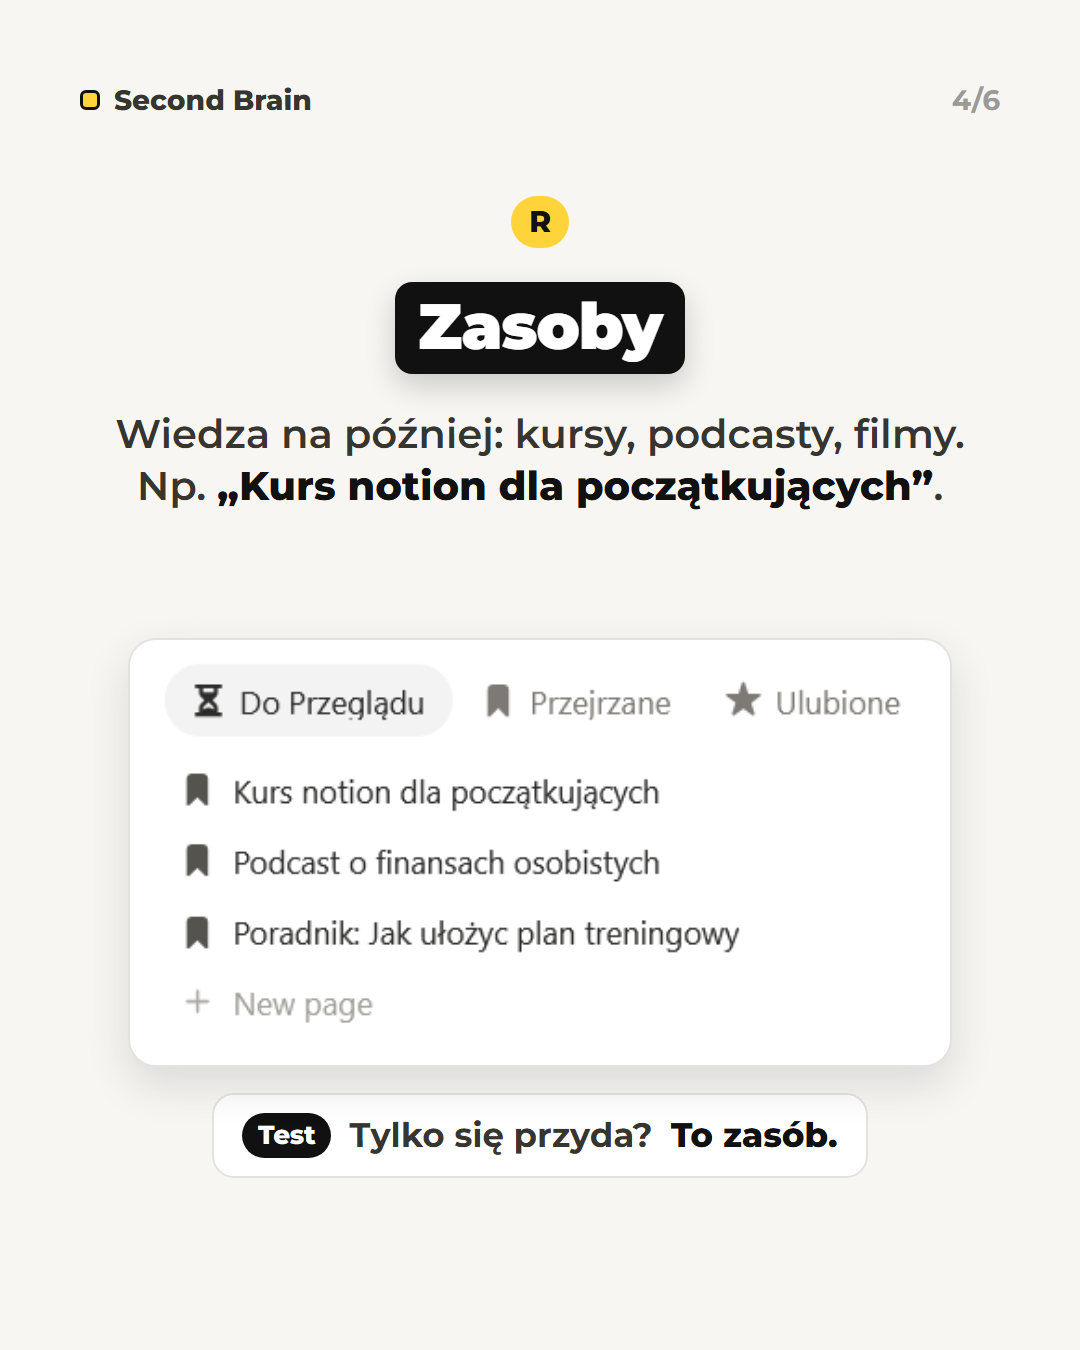 Second Brain
4/6
R
Zasoby
Wiedza na później: kursy, podcasty, filmy.
Np. „Kurs notion dla początkujących”.
Do Przeglądu Przejrzane Ulubione
Kurs notion dla początkujących
Podcast o finansach osobistych
Poradnik: Jak ułożyc plan treningowy
New page
Test Tylko się przyda? To zasób.